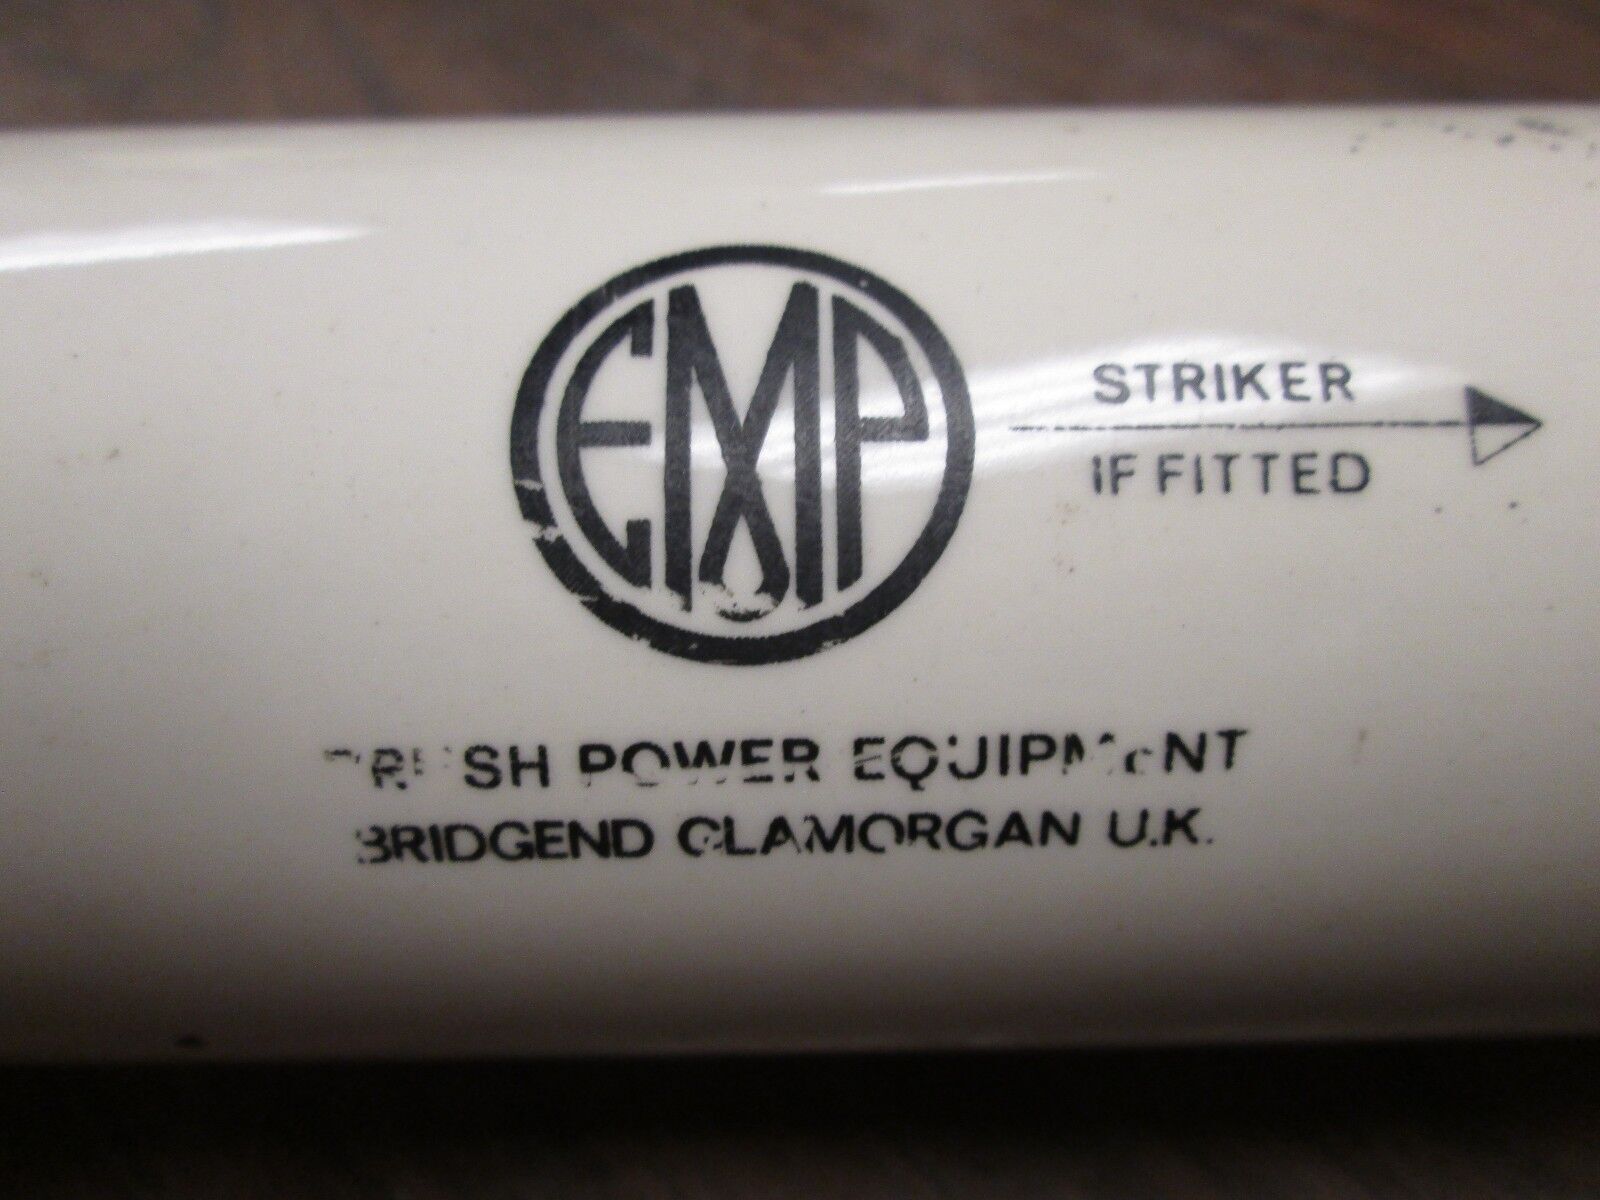 EMP
STRIKER
IF FITTED
POWER EQUIPMENT
BRIDGEND GLAMORGAN U.K.